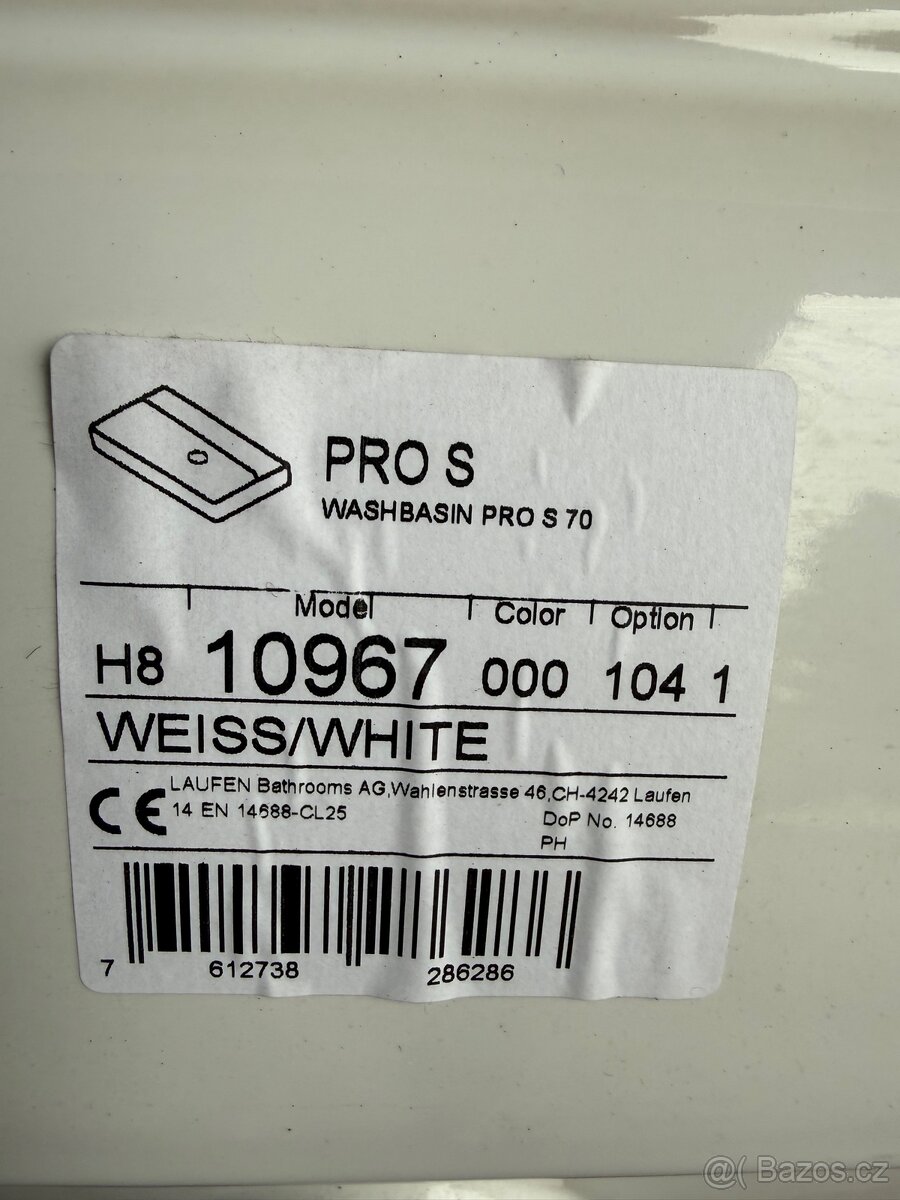 PRO S
WASHBASIN PRO S 70
Model Color Option
H8 10967 000 104 1
WEISS/WHITE
CE LAUFEN Bathrooms AG,Wahlenstrasse 46,CH-4242 Laufen
14 EN 14688-CL25 DoP No. 14688
PH
7 612738 286286
@( Bazos.cz